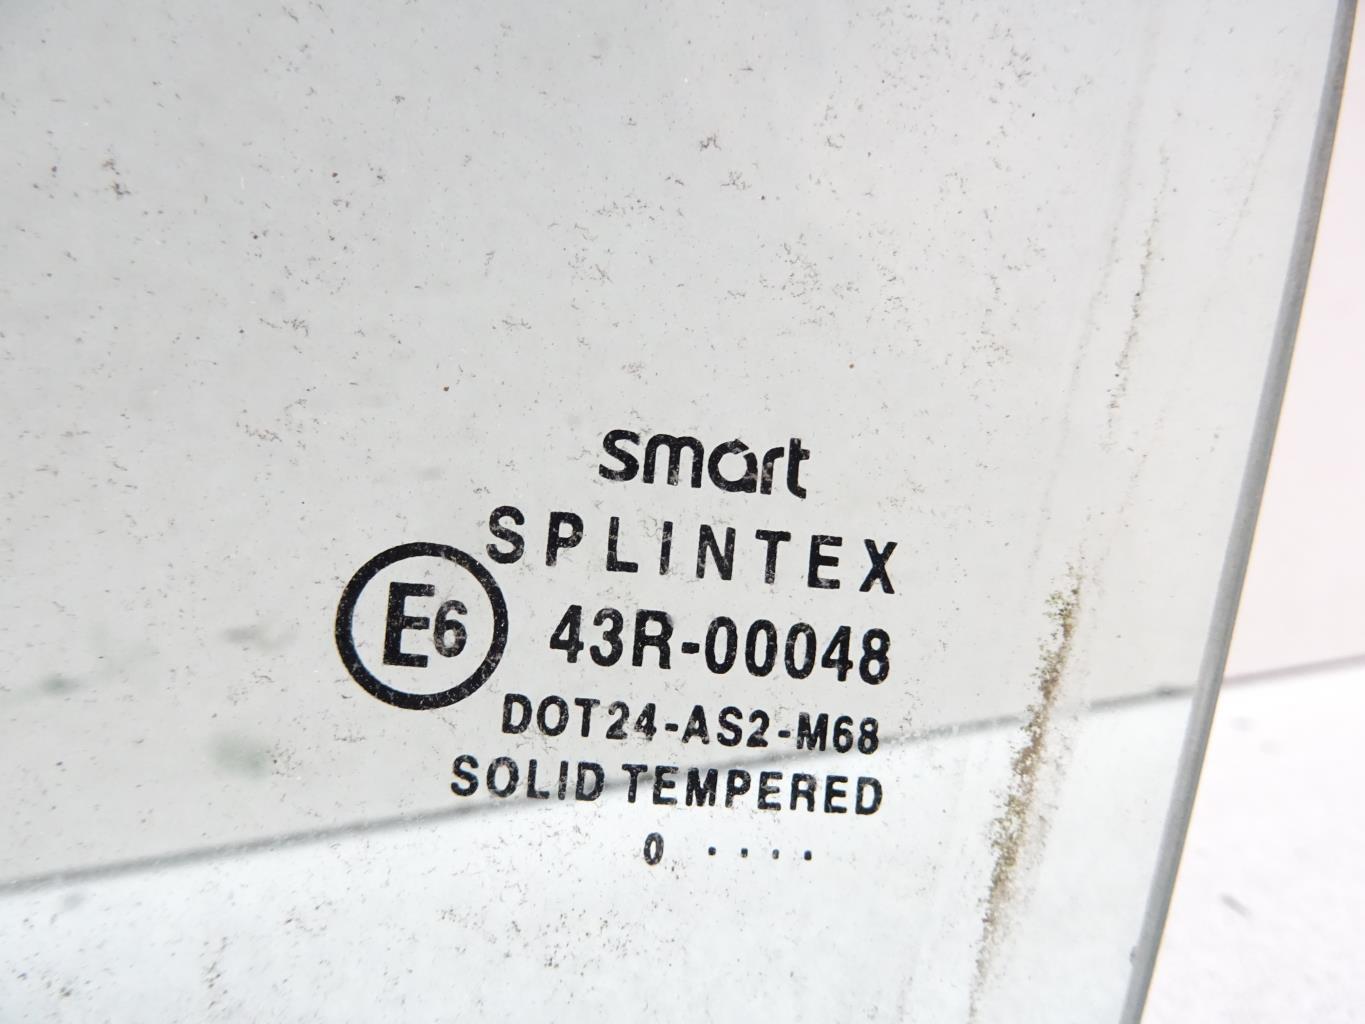 smart
SPLINTEX
E6 43R-00048
DOT24-AS2-M68
SOLID TEMPERED
0 ....